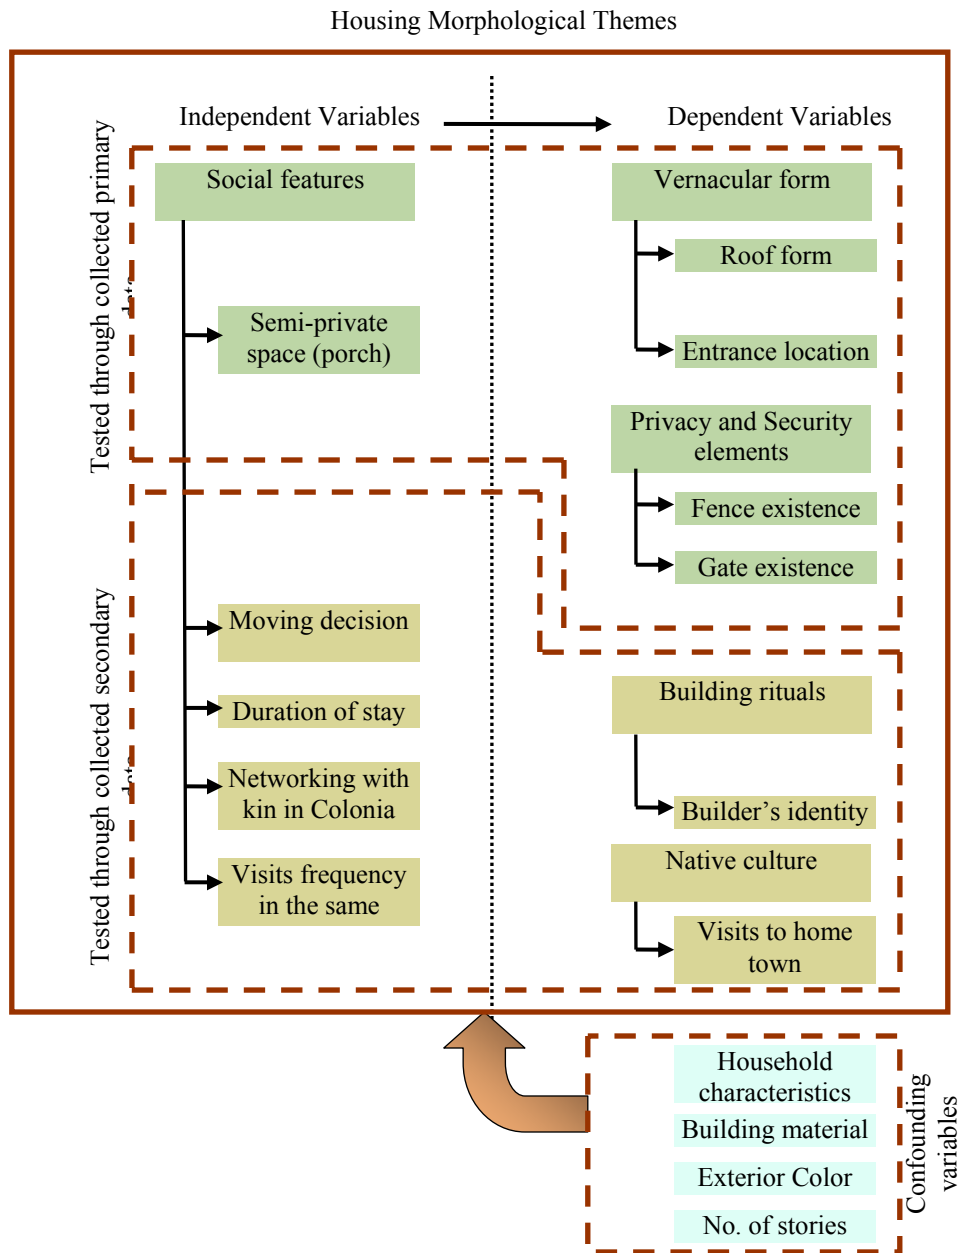 Housing Morphological Themes
Independent Variables
Dependent Variables
Tested through collected primary
Social features
Semi-private
space (porch)
Vernacular form
Roof form
Entrance location
Privacy and Security
elements
Fence existence
Gate existence
Tested through collected secondary
Moving decision
Duration of stay
Networking with
kin in Colonia
Visits frequency
in the same
Building rituals
Builder’s identity
Native culture
Visits to home
town
Household
characteristics
Building material
Exterior Color
No. of stories
Confounding
variables